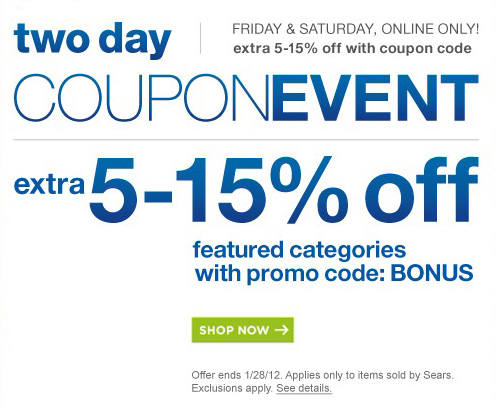 two day
FRIDAY & SATURDAY, ONLINE ONLY!
extra 5-15% off with coupon code
COUPONEVENT
extra 5-15% off
featured categories
with promo code: BONUS
SHOP NOW →
Offer ends 1/28/12. Applies only to items sold by Sears.
Exclusions apply. See details.